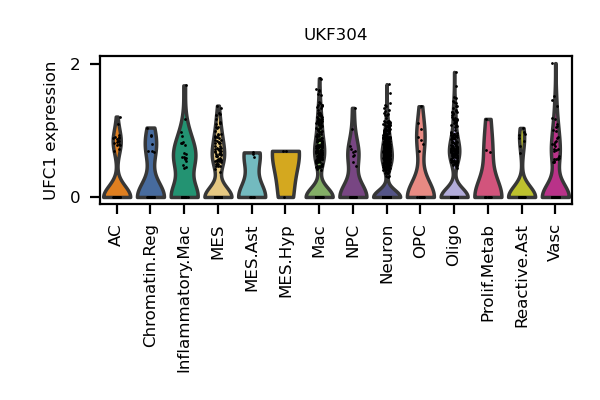 UKF304
UFC1 expression
2
0
AC
Chromatin.Reg
Inflammatory.Mac
MES
MES.Ast
MES.Hyp
Mac
NPC
Neuron
OPC
Oligo
Prolif.Metab
Reactive.Ast
Vasc